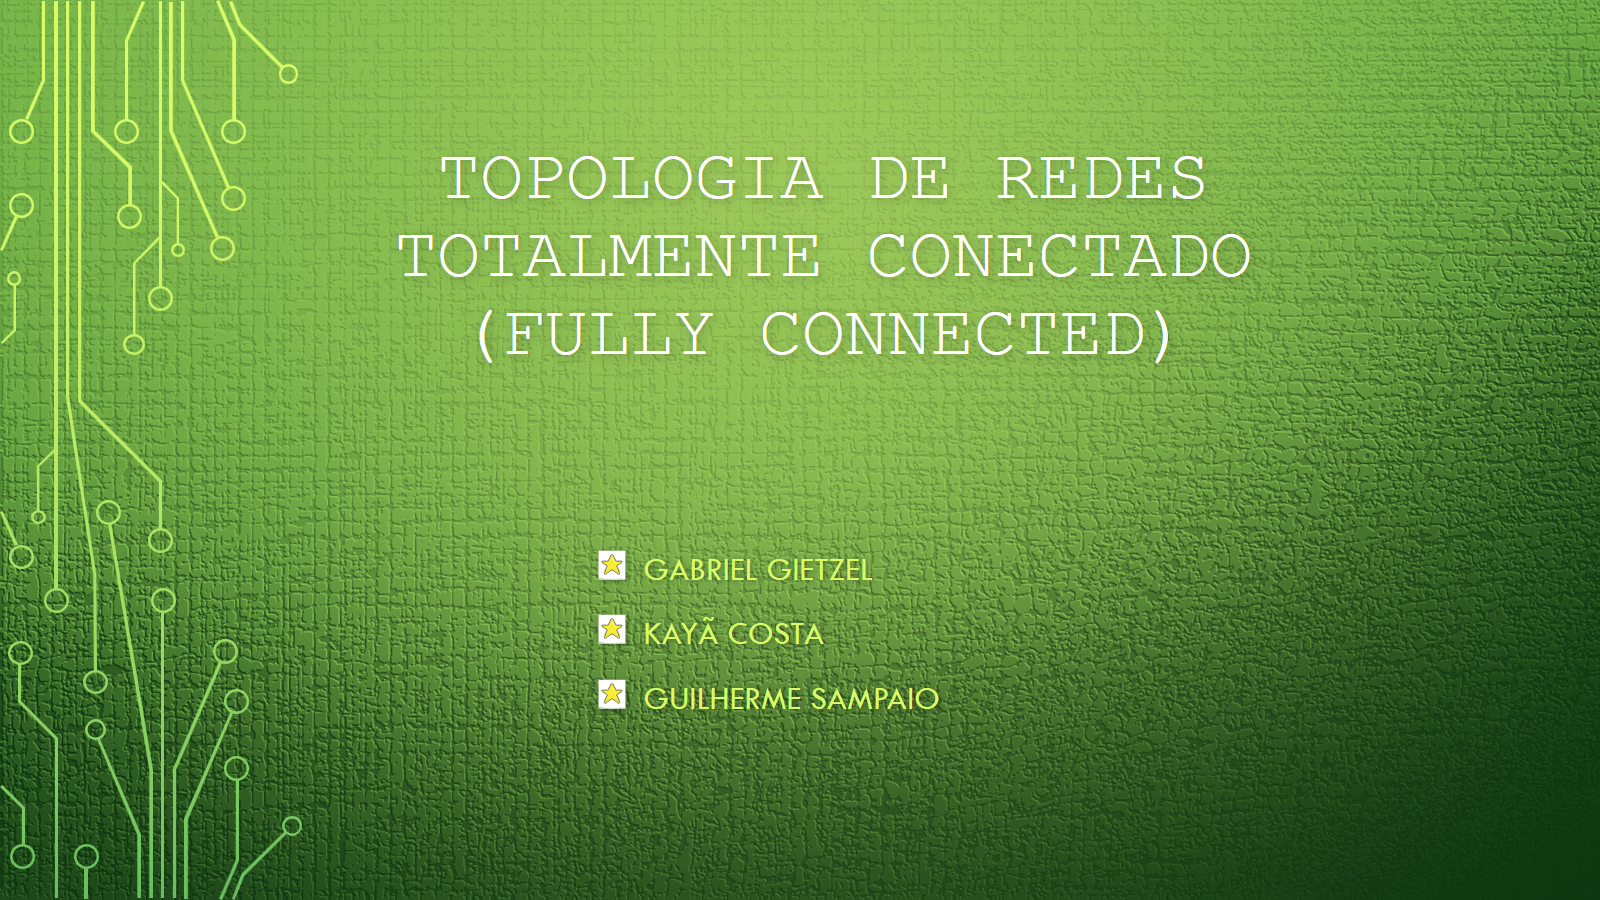 TOPOLOGIA DE REDES
TOTALMENTE CONECTADO
(FULLY CONNECTED)
GABRIEL GIETZEL
KAYÃ COSTA
GUILHERME SAMPAIO